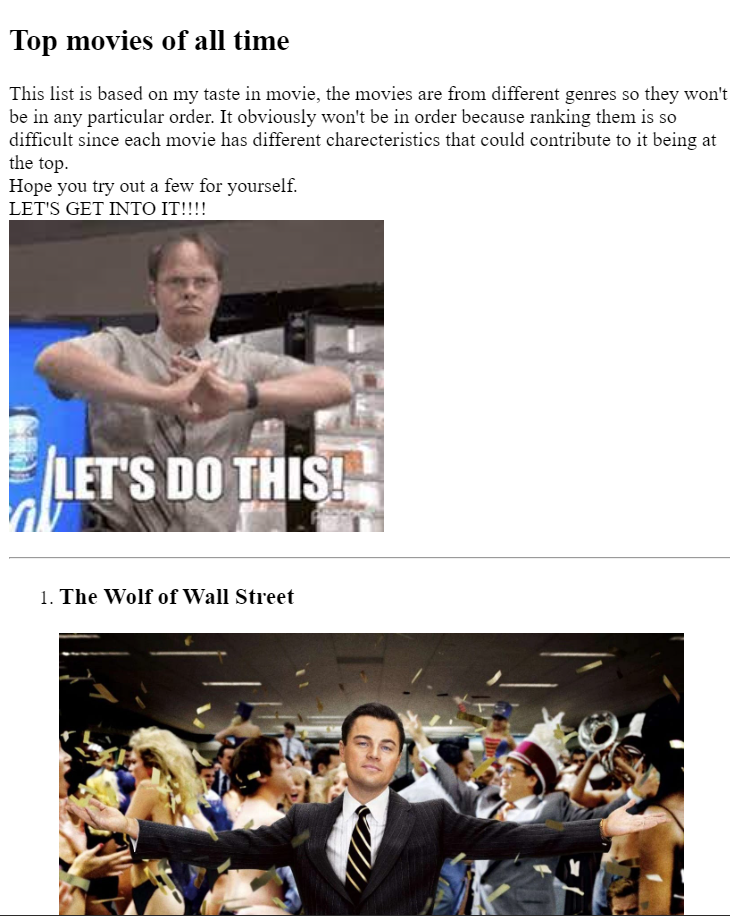 Top movies of all time
This list is based on my taste in movie, the movies are from different genres so they won't
be in any particular order. It obviously won't be in order because ranking them is so
difficult since each movie has different charecteristics that could contribute to it being at
the top.
Hope you try out a few for yourself.
LET'S GET INTO IT!!!!
LET'S DO THIS!
peacock
1. The Wolf of Wall Street